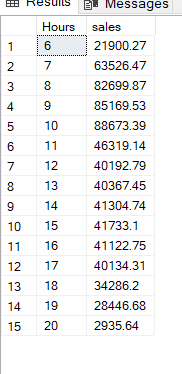 Results Messages
Hours sales
1 6 21900.27
2 7 63526.47
3 8 82699.87
4 9 85169.53
5 10 88673.39
6 11 46319.14
7 12 40192.79
8 13 40367.45
9 14 41304.74
10 15 41733.1
11 16 41122.75
12 17 40134.31
13 18 34286.2
14 19 28446.68
15 20 2935.64